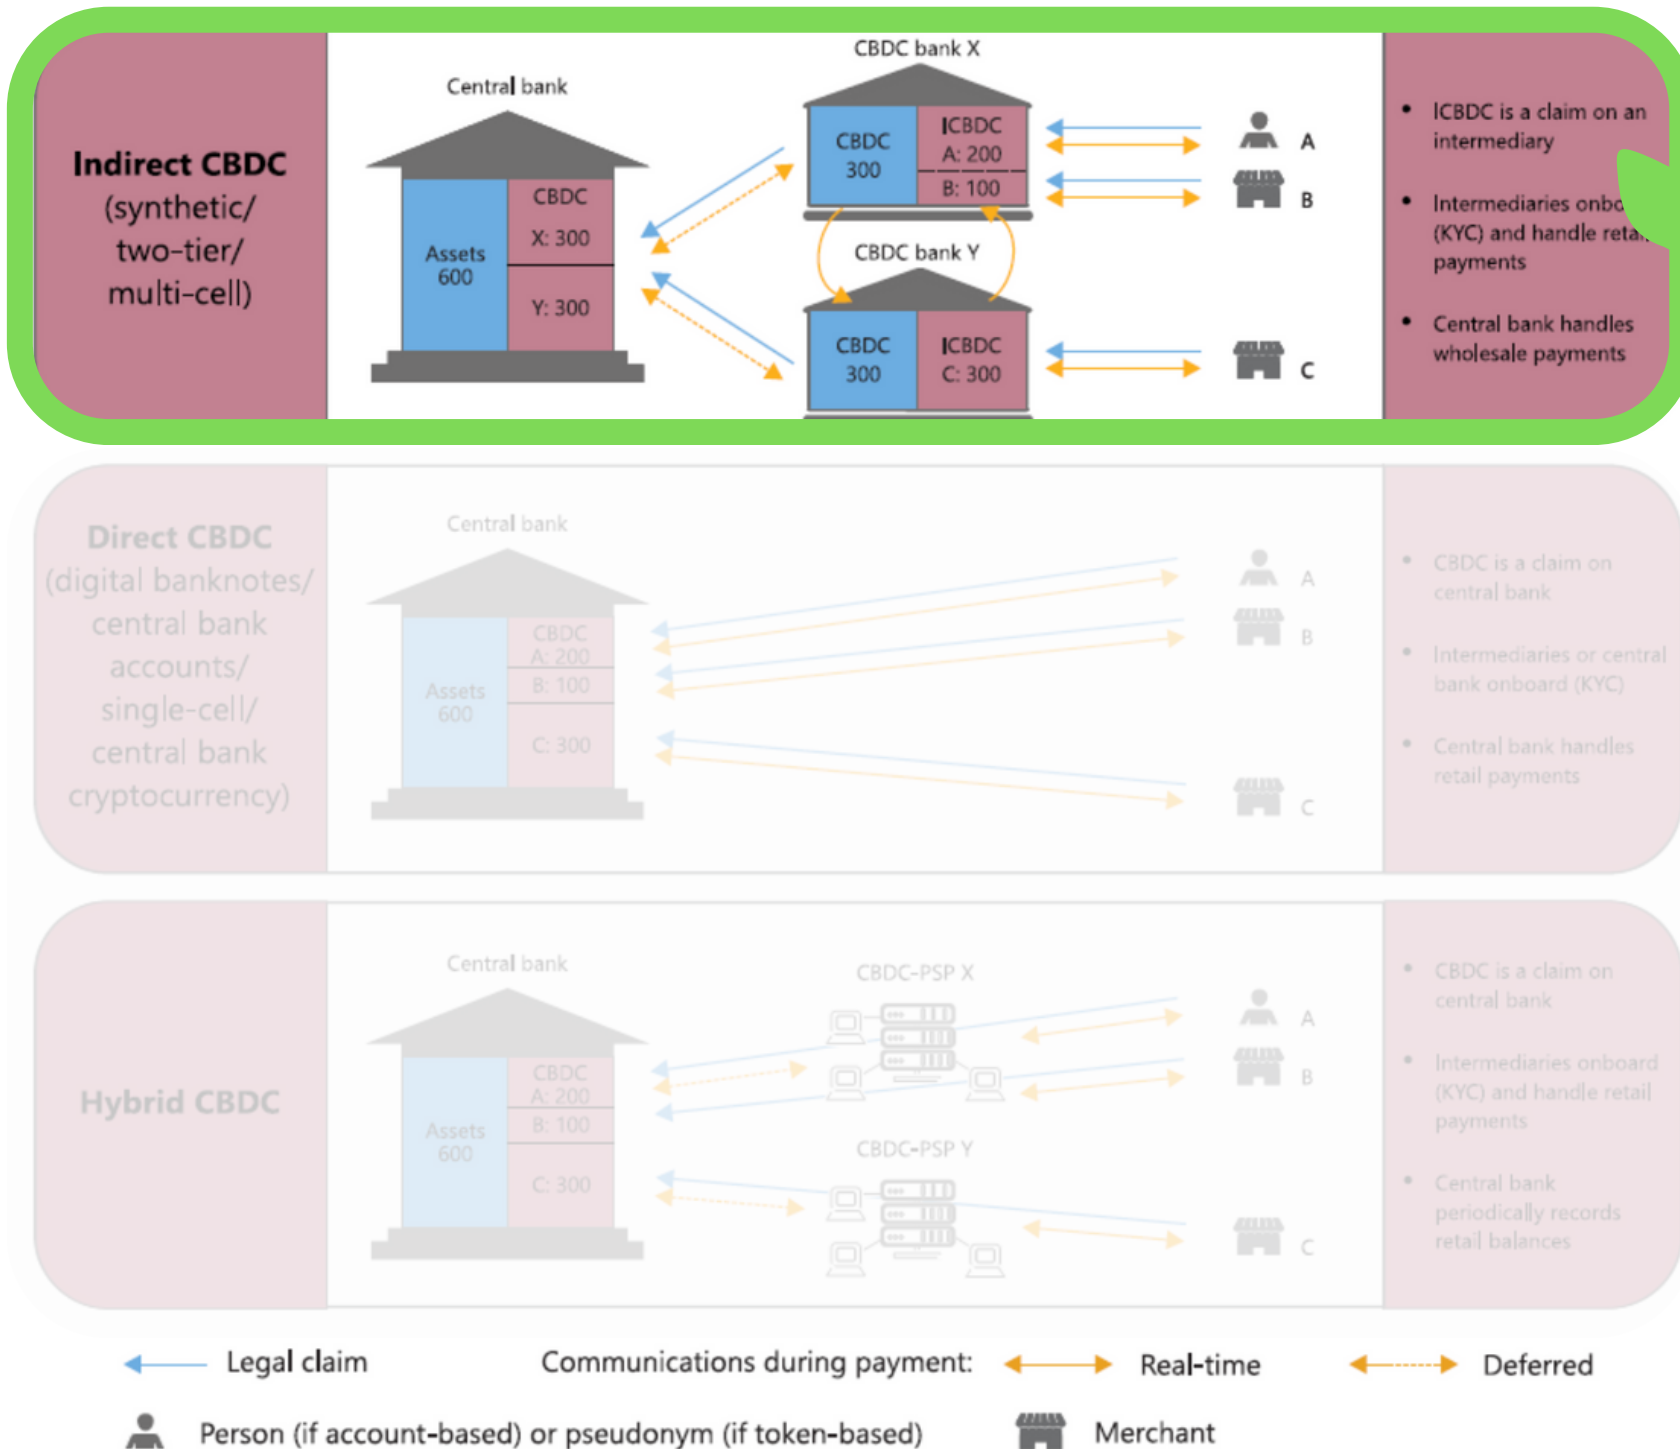 Indirect CBDC
(synthetic/
two-tier/
multi-cell)
Central bank
Assets
600
CBDC
X: 300
Y: 300
CBDC bank X
CBDC
300
ICBDC
A: 200
B: 100
CBDC bank Y
CBDC
300
ICBDC
C: 300
A
B
C
• ICBDC is a claim on an
intermediary
• Intermediaries
(KYC) and handle retail
payments
• Central bank handles
wholesale payments
Direct CBDC
(digital banknotes/
central bank
accounts/
single-cell/
central bank
cryptocurrency)
Central bank
Assets
600
CBDC
A: 200
B: 100
C: 300
A
B
C
• CBDC is a claim on
central bank
• Intermediaries or central
bank onboard (KYC)
• Central bank handles
retail payments
Hybrid CBDC
Central bank
Assets
600
CBDC
A: 200
B: 100
C: 300
CBDC-PSP X
CBDC-PSP Y
A
B
C
• CBDC is a claim on
central bank
• Intermediaries onboard
(KYC) and handle retail
payments
• Central bank
periodically records
retail balances
Legal claim
Communications during payment:
Real-time
Deferred
Person (if account-based) or pseudonym (if token-based)
Merchant